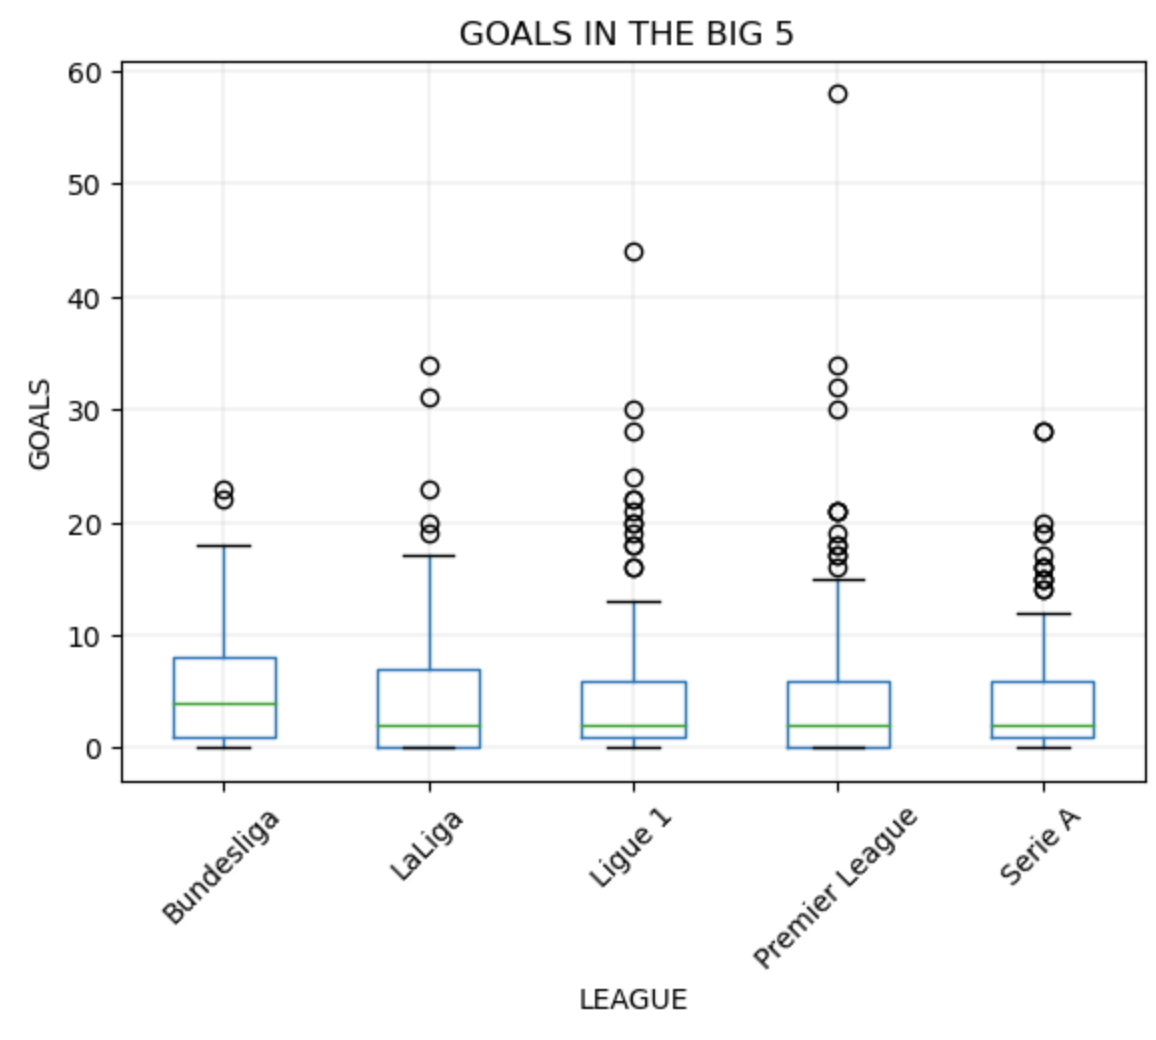 GOALS IN THE BIG 5
60
50
40
30
20
10
0
GOALS
Bundesliga
LaLiga
Ligue 1
Premier League
Serie A
LEAGUE